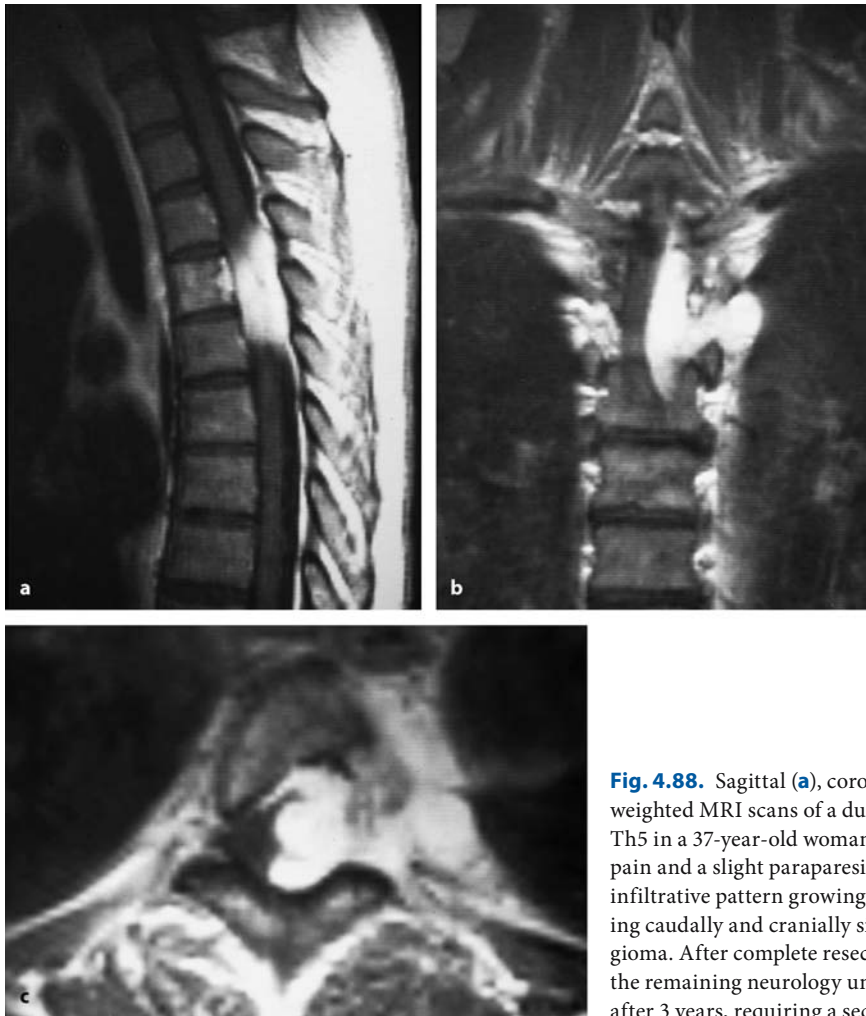 a
b
c
Fig. 4.88. Sagittal (a), coro
weighted MRI scans of a du
Th5 in a 37-year-old woman
pain and a slight paraparesi
infiltrative pattern growing
ing caudally and cranially si
gioma. After complete resec
the remaining neurology un
after 3 years, requiring a sec